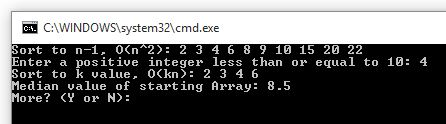 C:\WINDOWS\system32\cmd.exe
Sort to n-1, O(n^2): 2 3 4 6 8 9 10 15 20 22
Enter a positive integer less than or equal to 10: 4
Sort to k value, O(kn): 2 3 4 6
Median value of starting Array: 8.5
More? (Y or N):